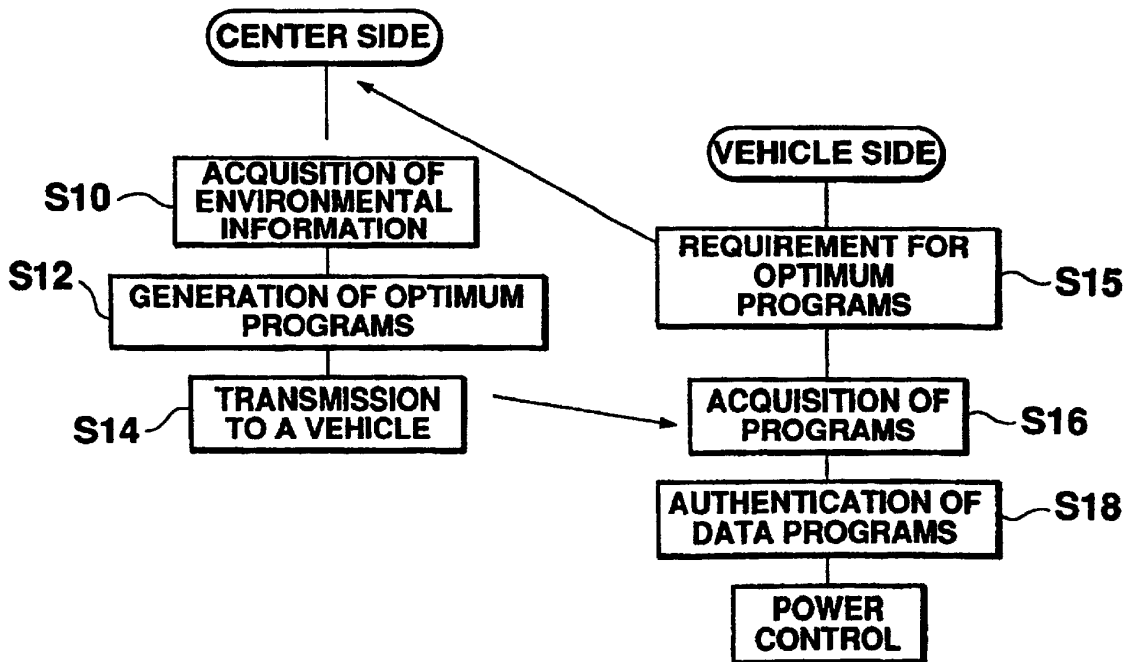 CENTER SIDE
S10
ACQUISITION OF
ENVIRONMENTAL
INFORMATION
S12
GENERATION OF OPTIMUM
PROGRAMS
S14
TRANSMISSION
TO A VEHICLE
VEHICLE SIDE
REQUIREMENT FOR
OPTIMUM
PROGRAMS
S15
ACQUISITION OF
PROGRAMS
S16
AUTHENTICATION OF
DATA PROGRAMS
S18
POWER
CONTROL